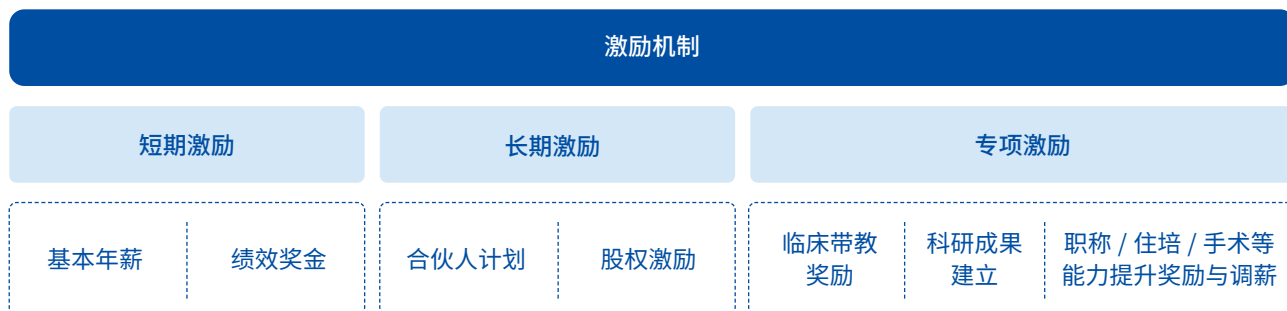 激励机制
短期激励
长期激励
专项激励
基本年薪
绩效奖金
合伙人计划
股权激励
临床带教
奖励
科研成果
建立
职称 / 住培 / 手术等
能力提升奖励与调薪